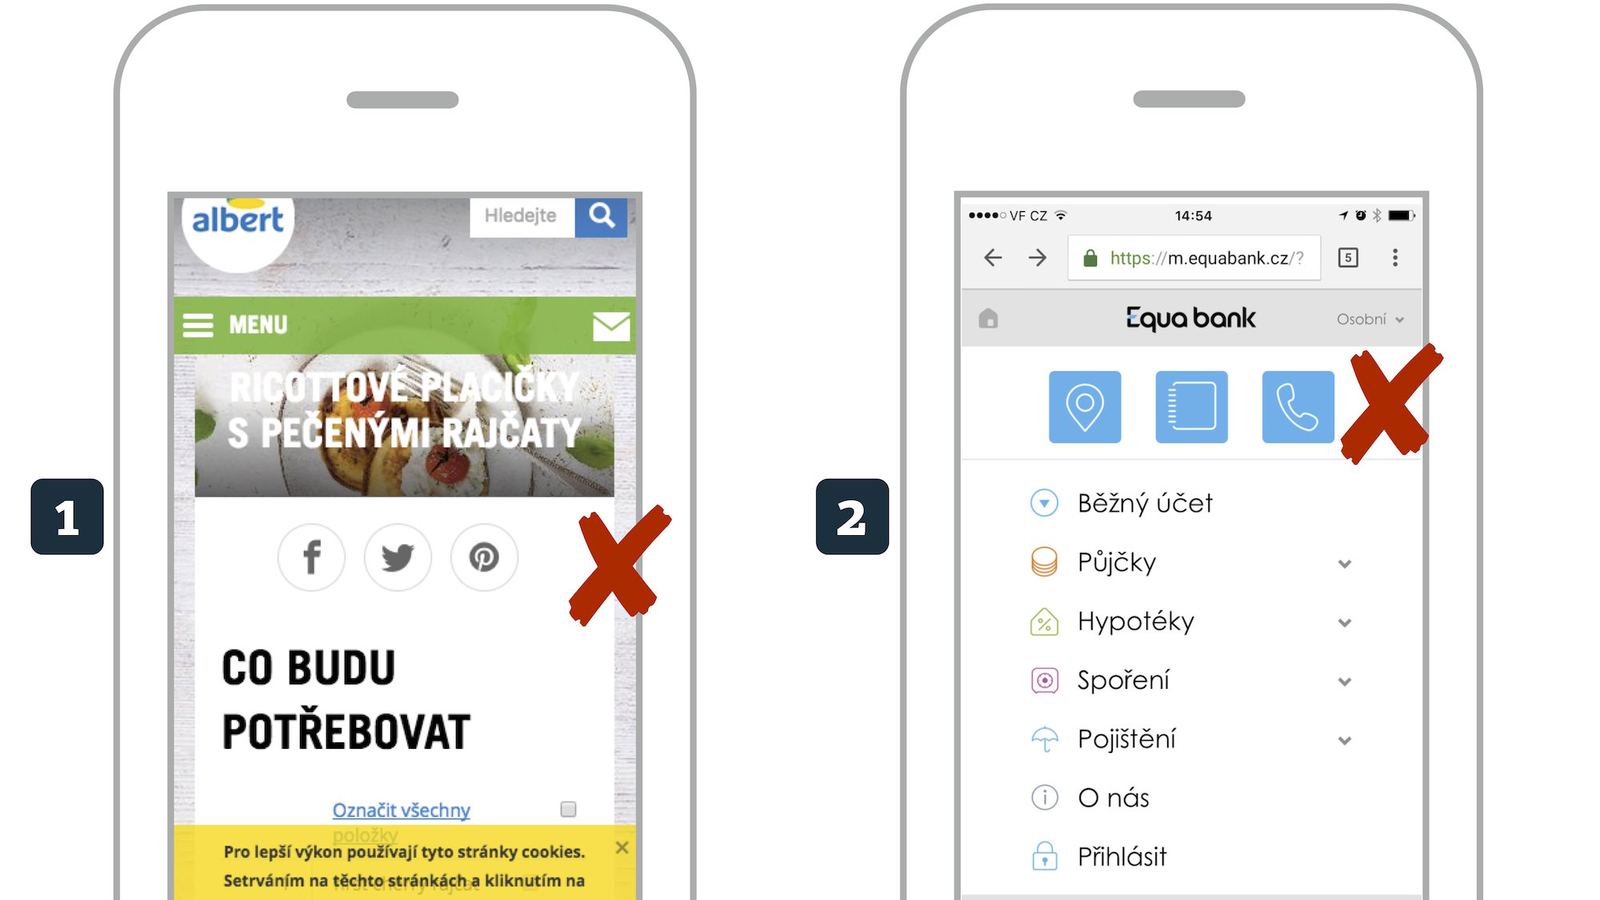 1
albert
Hledejte
MENU
RICOTTOVÉ PLACIČKY
S PEČENÝMI RAJČATY
CO BUDU
POTŘEBOVAT
Označit všechny
položky
Pro lepší výkon používají tyto stránky cookies.
Setrváním na těchto stránkách a kliknutím na
2
VF CZ
14:54
https://m.equabank.cz/?
5
Equa bank
Osobní
Běžný účet
Půjčky
Hypotéky
Spoření
Pojištění
O nás
Přihlásit